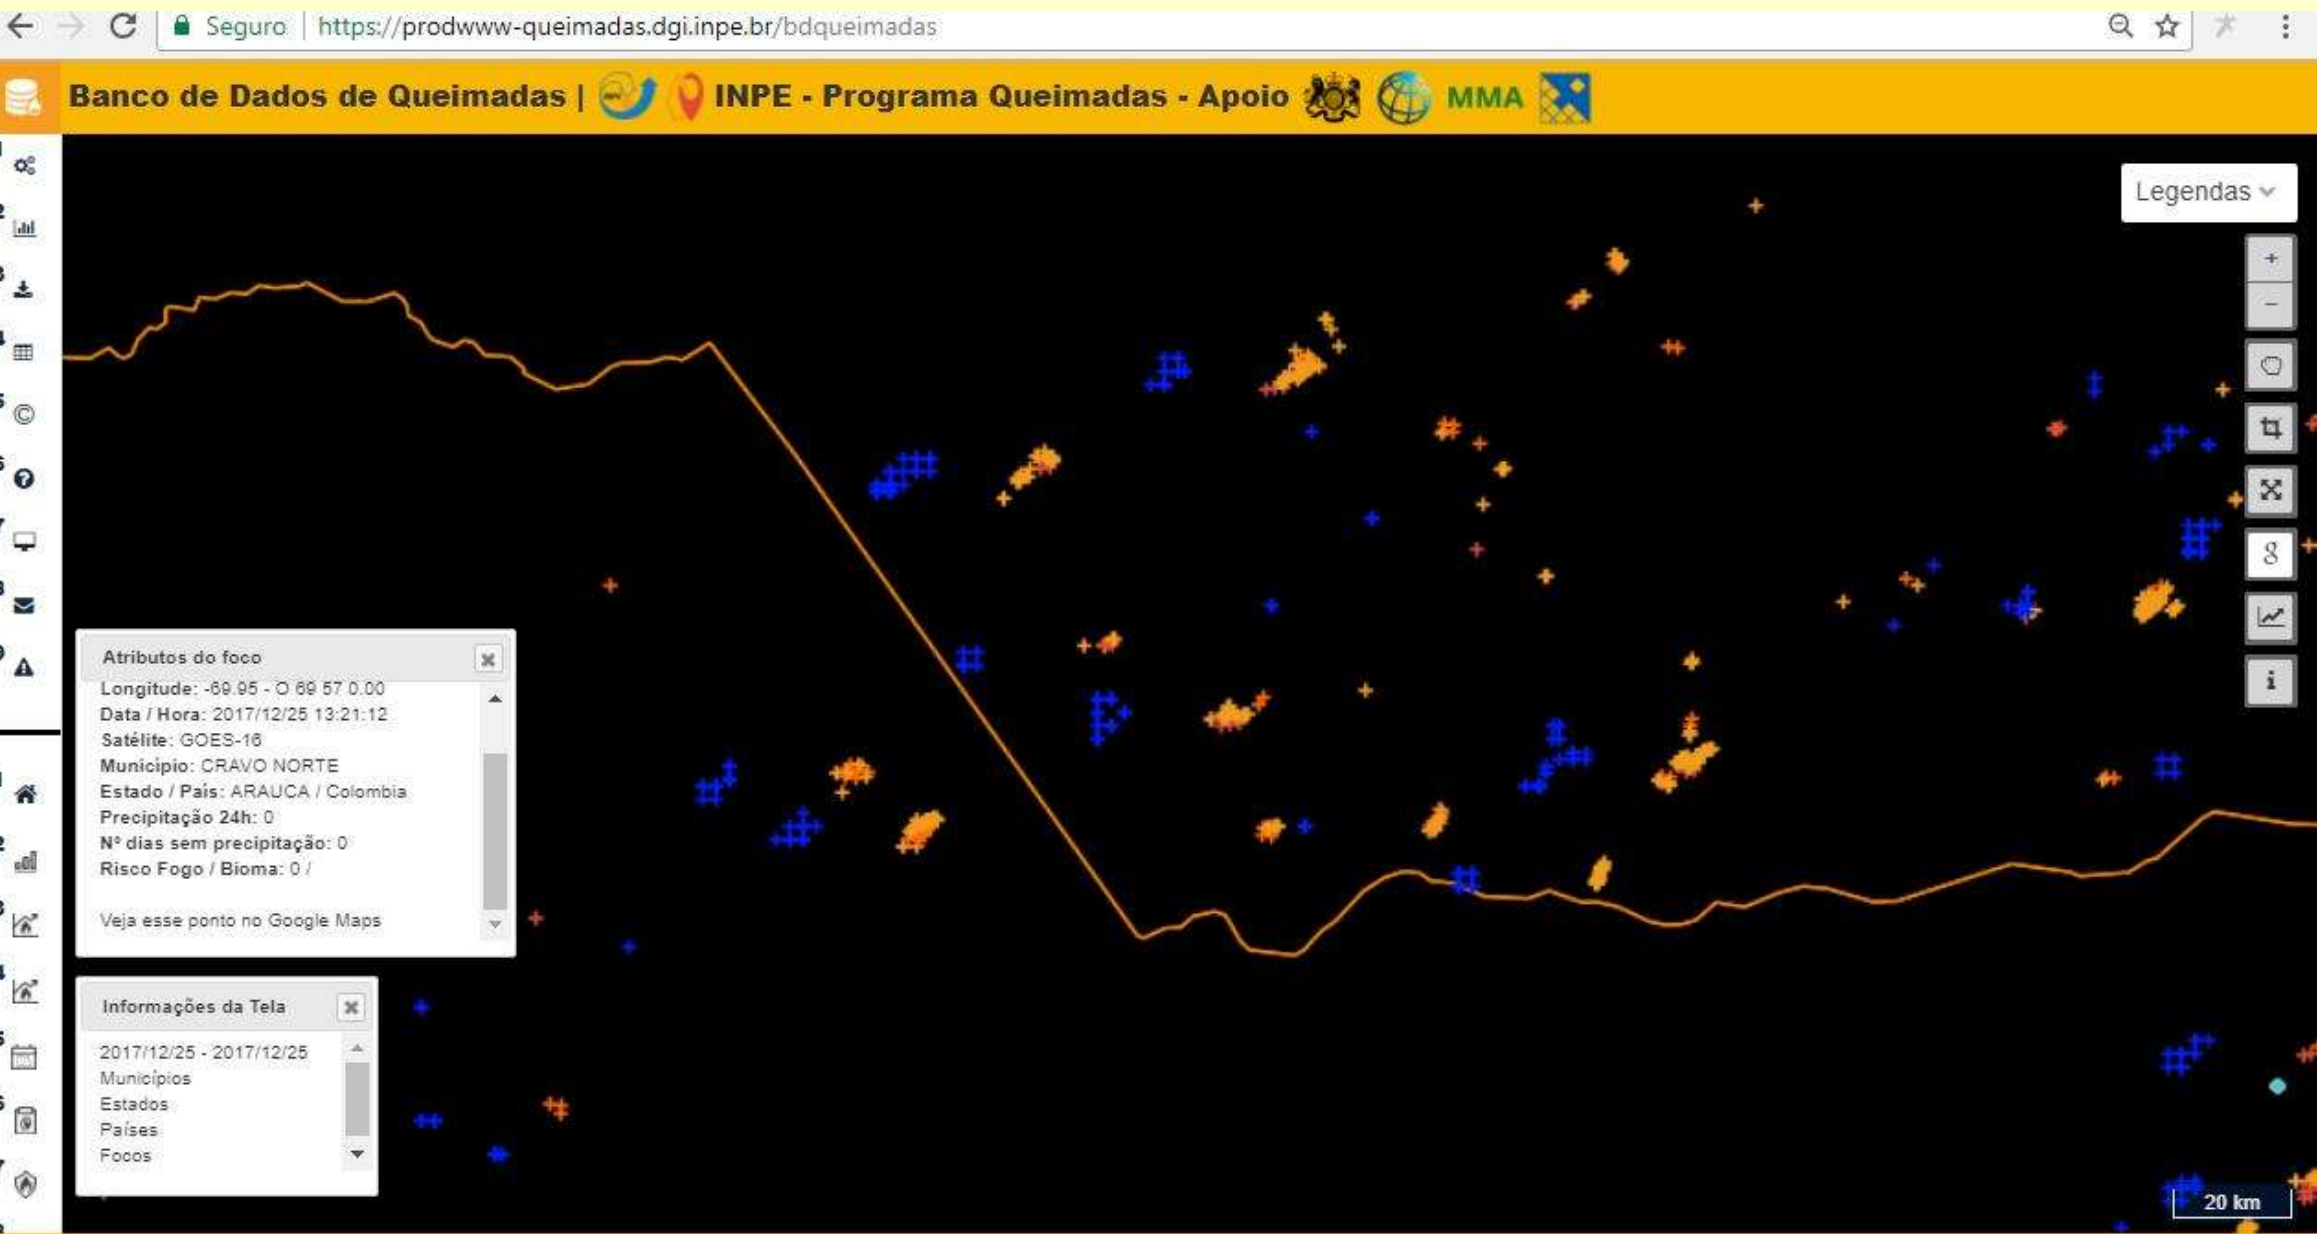 Seguro | https://prodwww-queimadas.dgi.inpe.br/bdqueimadas
Banco de Dados de Queimadas | INPE - Programa Queimadas - Apoio MMA
Legendas
+
−
g
i
Atributos do foco
Longitude: -69.95 - O 69 57 0.00
Data / Hora: 2017/12/25 13:21:12
Satélite: GOES-16
Município: CRAVO NORTE
Estado / País: ARAUCA / Colombia
Precipitação 24h: 0
Nº dias sem precipitação: 0
Risco Fogo / Bioma: 0 /
Veja esse ponto no Google Maps
Informações da Tela
2017/12/25 - 2017/12/25
Municípios
Estados
Países
Focos
20 km